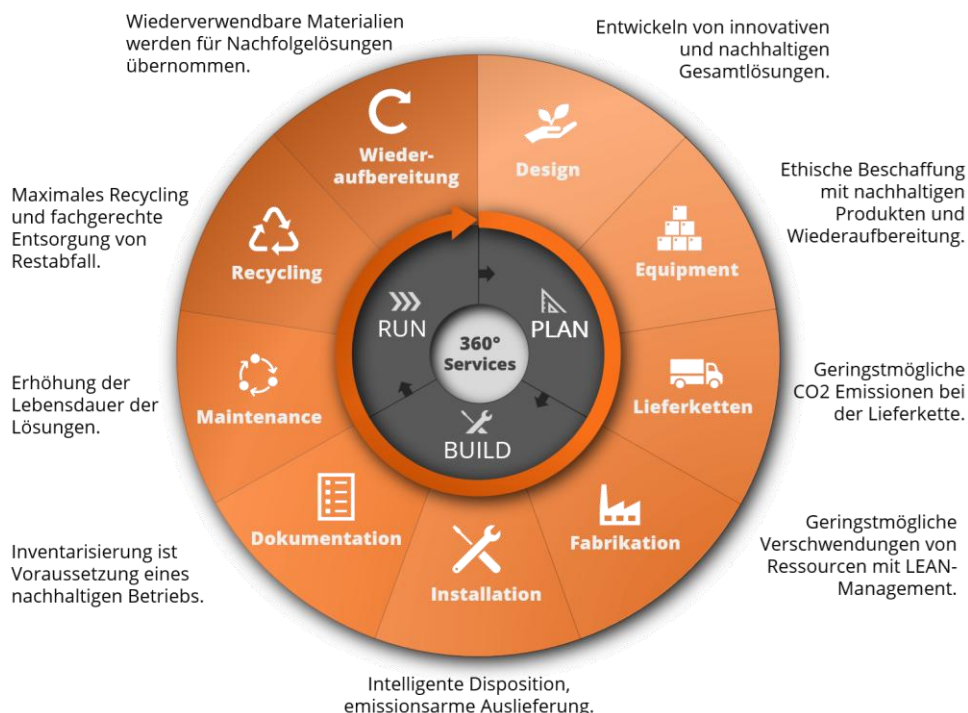 Wiederverwendbare Materialien
werden für Nachfolgelösungen
übernommen.
Entwickeln von innovativen
und nachhaltigen
Gesamtlösungen.
Wieder-
aufbereitung
Design
Maximales Recycling
und fachgerechte
Entsorgung von
Restabfall.
Ethische Beschaffung
mit nachhaltigen
Produkten und
Wiederaufbereitung.
Recycling
Equipment
RUN
PLAN
360°
Services
BUILD
Erhöhung der
Lebensdauer der
Lösungen.
Maintenance
Lieferketten
Geringstmögliche
CO2 Emissionen bei
der Lieferkette.
Inventarisierung ist
Voraussetzung eines
nachhaltigen Betriebs.
Dokumentation
Installation
Fabrikation
Geringstmögliche
Verschwendungen von
Ressourcen mit LEAN-
Management.
Intelligente Disposition,
emissionsarme Auslieferung.